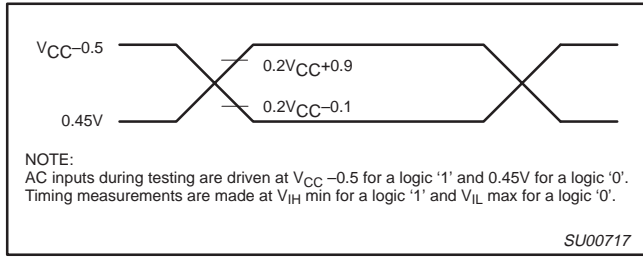 VCC–0.5
0.2VCC+0.9
0.2VCC–0.1
0.45V
NOTE:
AC inputs during testing are driven at VCC –0.5 for a logic ‘1’ and 0.45V for a logic ‘0’.
Timing measurements are made at VIH min for a logic ‘1’ and VIL max for a logic ‘0’.
SU00717